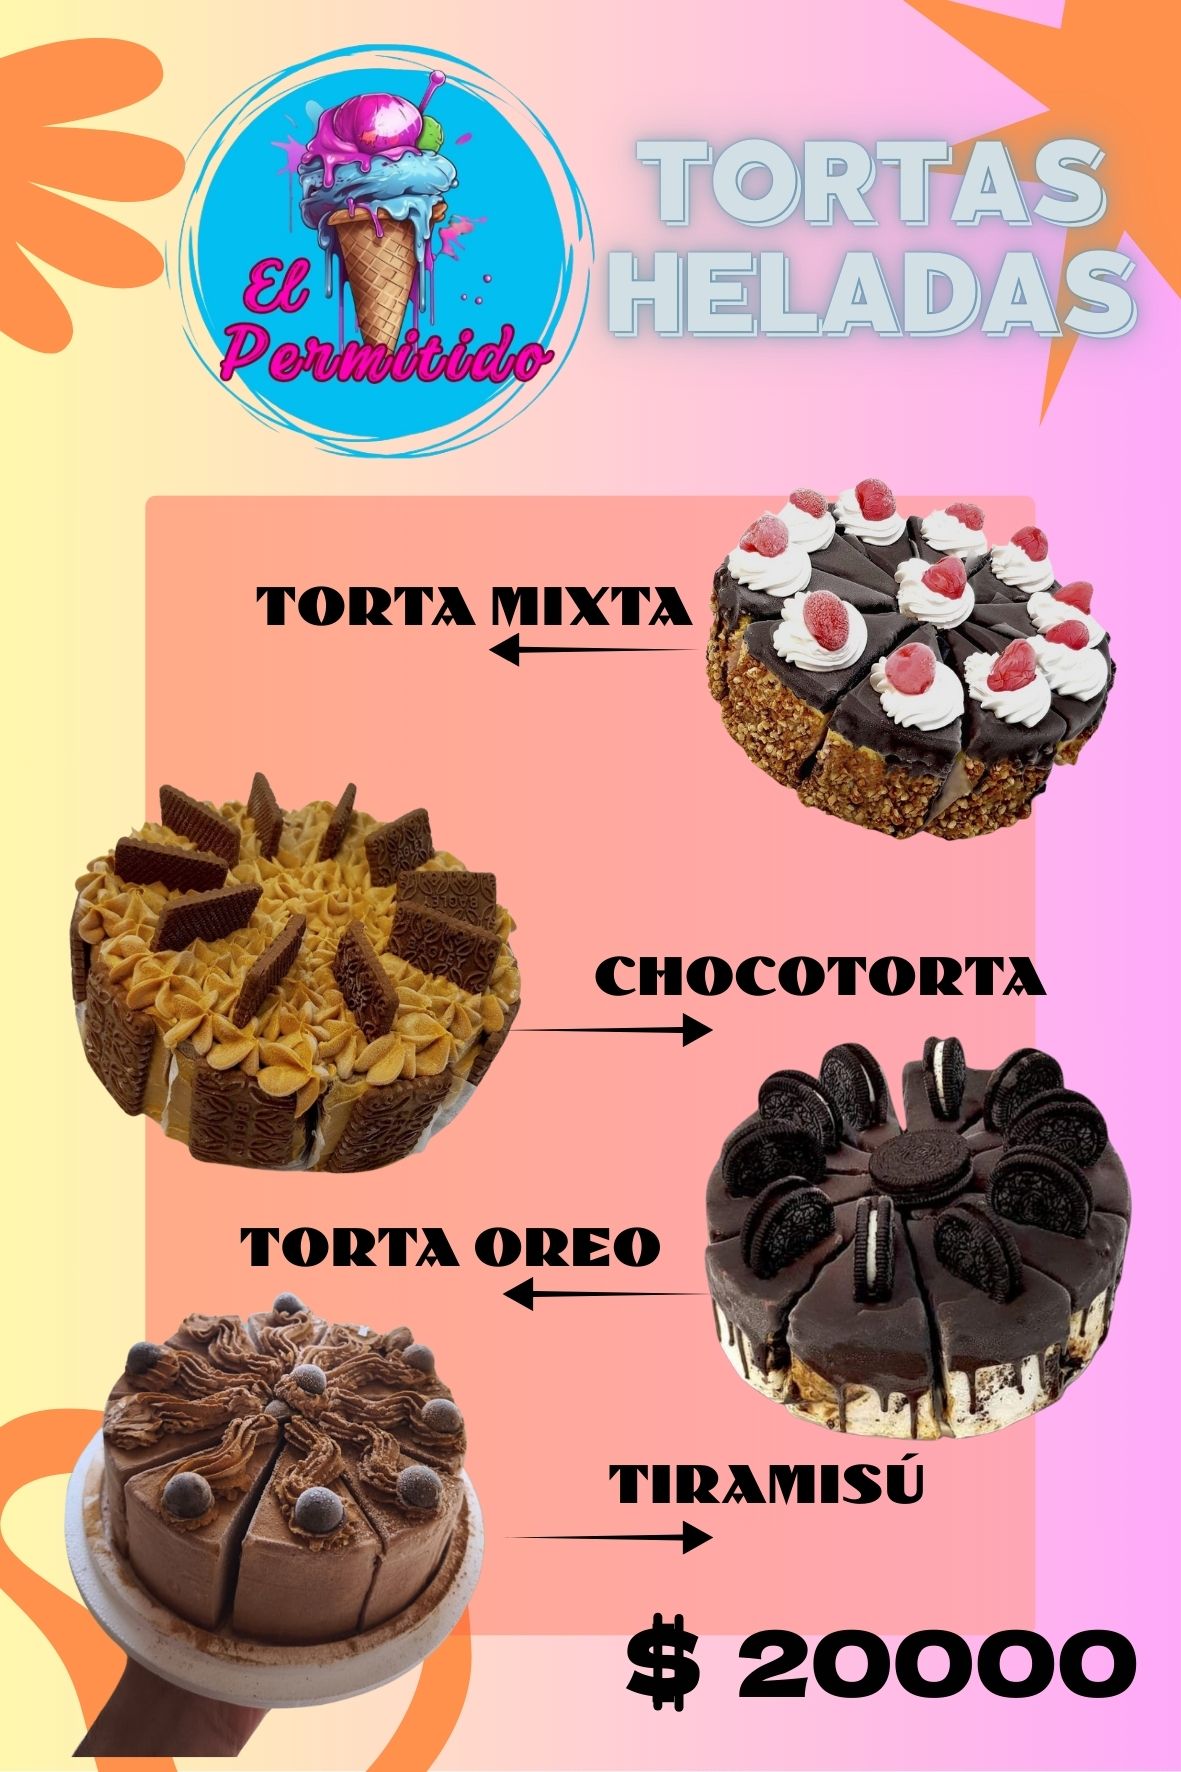 El
Permitido
TORTAS
HELADAS
TORTA MIXTA
CHOCOTORTA
TORTA OREO
TIRAMISÚ
$ 20000